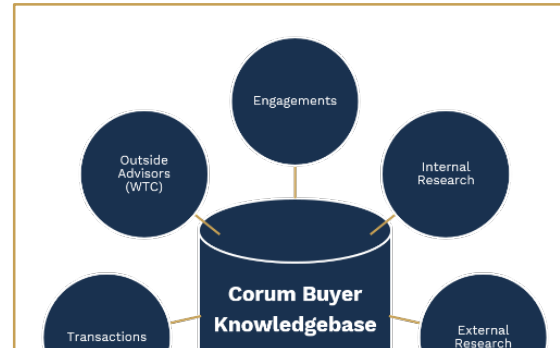 Engagements
Outside
Advisors
(WTC)
Internal
Research
Corum Buyer
Knowledgebase
Transactions
External
Research